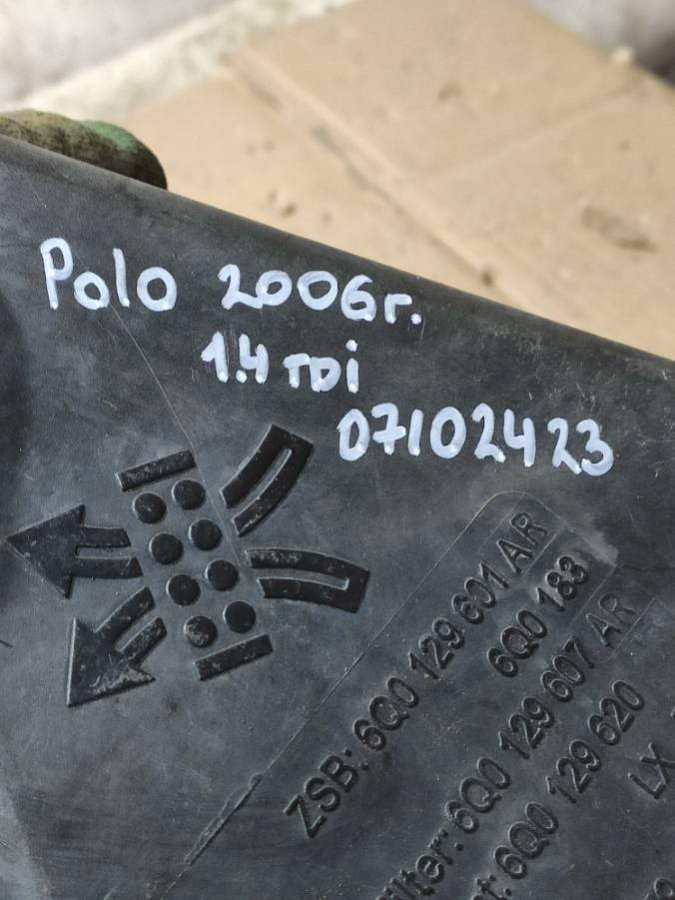 Polo 2006г.
1.4 TDi
07102423
ZSB: 6Q0 129 601 AR
6Q0 183
filter: 6Q0 129 607 AR
6Q0 129 620
LX